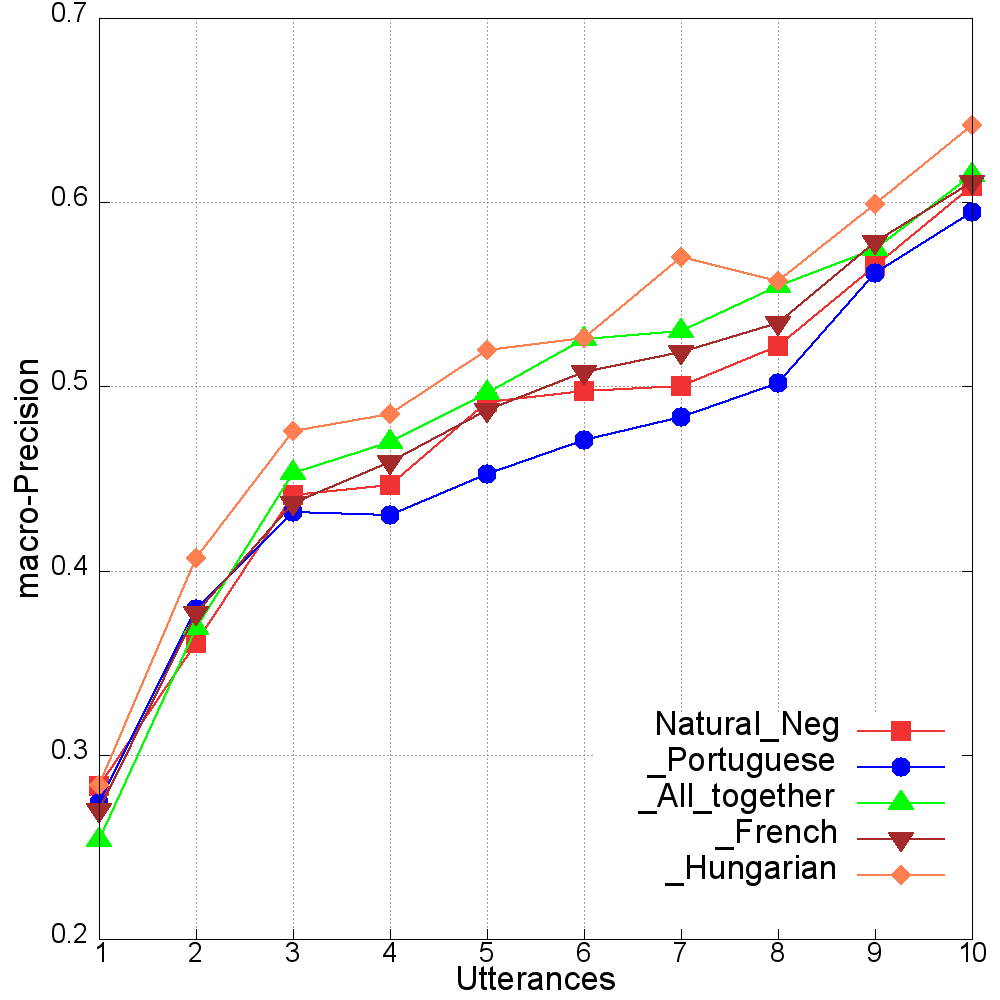 0.7
0.6
0.5
0.4
0.3
0.2
macro-Precision
1 2 3 4 5 6 7 8 9 10
Utterances
Natural_Neg
_Portuguese
_All_together
_French
_Hungarian